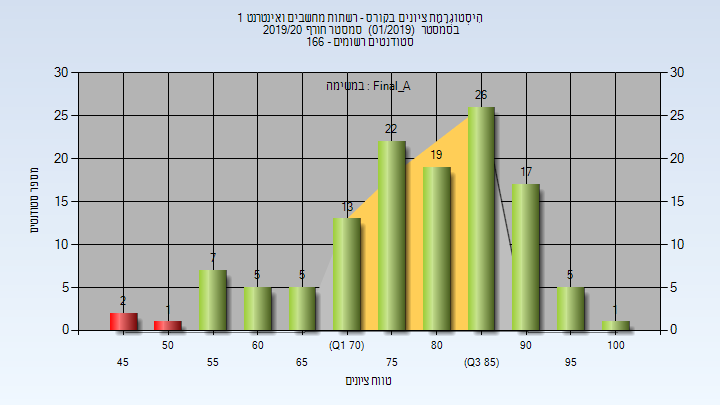 הִיסְטוֹגְרַמַת ציונים בקורס - רשתות מחשבים ואינטרנט 1
בסמסטר (01/2019) סמסטר חורף 2019/20
סטודנטים רשומים - 166
במשימה : Final_A
מספר סטודנטים
30 30
25 25
20 20
15 15
10 10
5 5
0 0
2 1 7 5 5 13 22 19 26 17 5 1
50 60 (Q1 70) 80 90 100
45 55 65 75 (Q3 85) 95
טווח ציונים